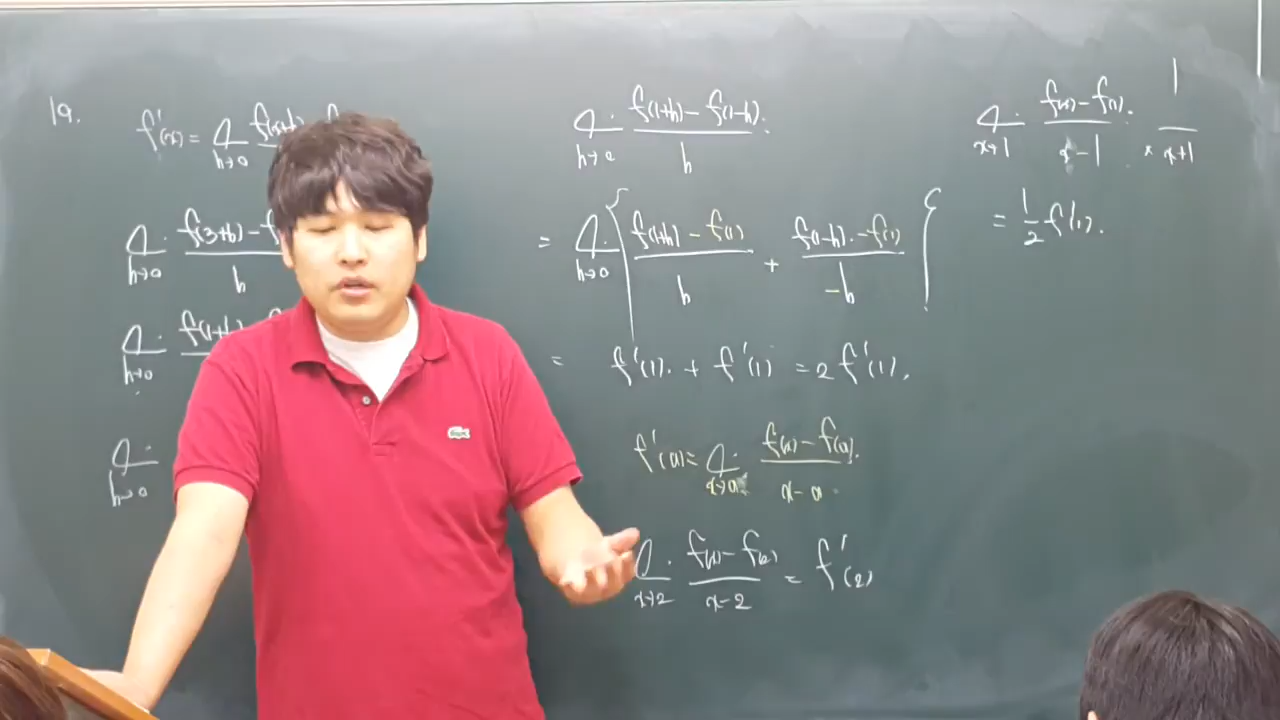 19.
f'(x) = lim h→0 f(x+h)
lim h→0 f(3+h) - f / h
lim h→0 f(1+h)
lim h→0
lim h→0 f(1+h) - f(1-h) / h
= lim h→0 { f(1+h) - f(1) / h + f(1-h) - f(1) / -h }
= f'(1) + f'(1) = 2f'(1).
f'(a) = lim x→a f(x) - f(a) / x - a
lim x→2 f(x) - f(2) / x-2 = f'(2)
lim x→1 f(x) - f(1) / x-1 × 1 / x+1
= 1/2 f'(1).